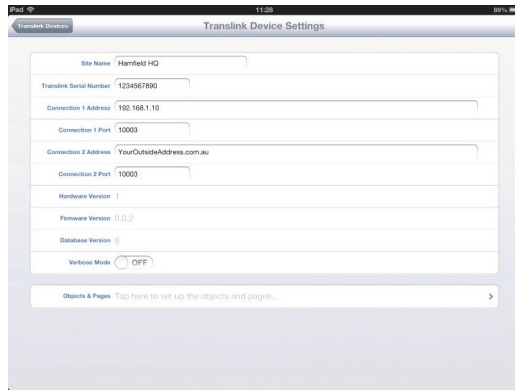 iPad 11:28 89%
Translink Devices Translink Device Settings
Site Name Hamfield HQ
Translink Serial Number 1234567890
Connection 1 Address 192.168.1.10
Connection 1 Port 10003
Connection 2 Address YourOutsideAddress.com.au
Connection 2 Port 10003
Hardware Version 1
Firmware Version 0.0.2
Database Version 8
Verbose Mode OFF
Objects & Pages Tap here to set up the objects and pages...